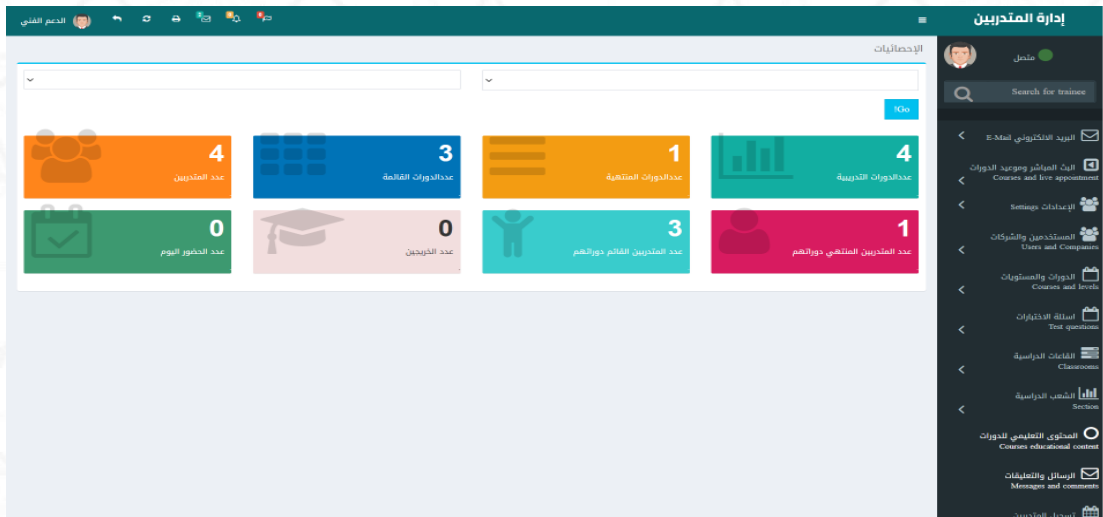 إدارة المتدربين
الدعم الفني
متصل
Search for trainee
البريد الالكتروني E-Mail
البث المباشر وموعيد الدورات
Courses and live appointment
الإعدادات Settings
المستخدمين والشركات
Users and Companies
الدورات والمستويات
Courses and levels
اسئلة الاختبارات
Test questions
القاعات الدراسية
Classrooms
الشعب الدراسية
Section
المحتوى التعليمي للدورات
Courses educational content
الرسائل والتعليقات
Messages and comments
تسجيل المتدربين
الإحصائيات
!Go
4
عددالدورات التدريبية
1
عددالدورات المنتهية
3
عددالدورات القائمة
4
عدد المتدربين
1
عدد المتدربين المنتهي دوراتهم
3
عدد المتدربين القائم دوراتهم
0
عدد الخريجين
0
عدد الحضور اليوم